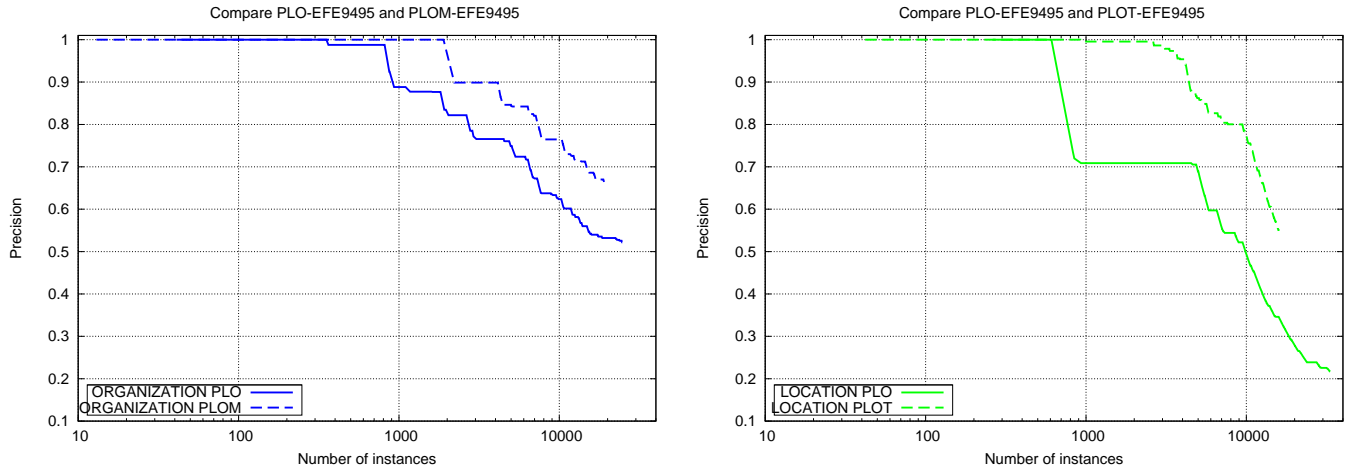 Compare PLO-EFE9495 and PLOM-EFE9495
1
0.9
0.8
0.7
0.6
0.5
0.4
0.3
0.2
0.1
Precision
ORGANIZATION PLO
ORGANIZATION PLOM
10 100 1000 10000
Number of instances
Compare PLO-EFE9495 and PLOT-EFE9495
1
0.9
0.8
0.7
0.6
0.5
0.4
0.3
0.2
0.1
Precision
LOCATION PLO
LOCATION PLOT
10 100 1000 10000
Number of instances